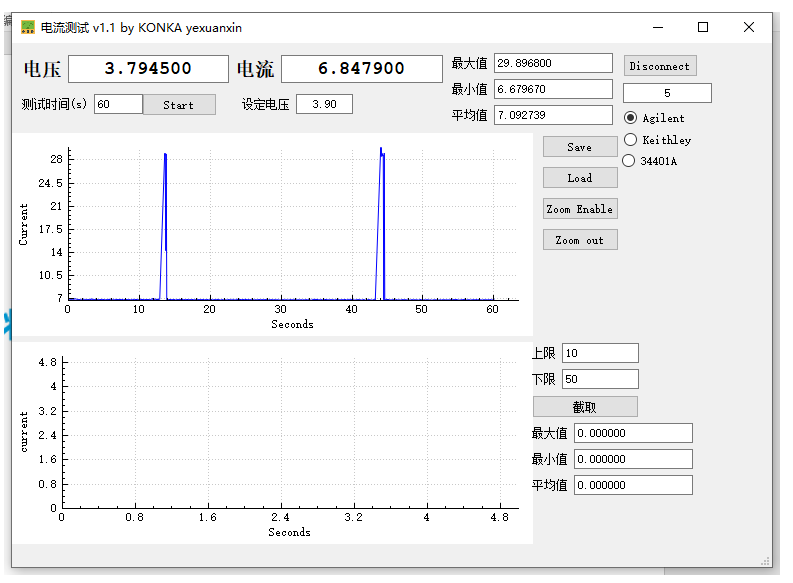 电流测试 v1.1 by KONKA yexuanxin
电压 3.794500 电流 6.847900
最大值 29.896800
最小值 6.679670
平均值 7.092739
Disconnect
5
测试时间(s) 60 Start 设定电压 3.90
Agilent
Keithley
34401A
Save
Load
Zoom Enable
Zoom out
Current
28
24.5
21
17.5
14
10.5
7
0 10 20 30 40 50 60
Seconds
current
4.8
4
3.2
2.4
1.6
0.8
0
0 0.8 1.6 2.4 3.2 4 4.8
Seconds
上限 10
下限 50
截取
最大值 0.000000
最小值 0.000000
平均值 0.000000